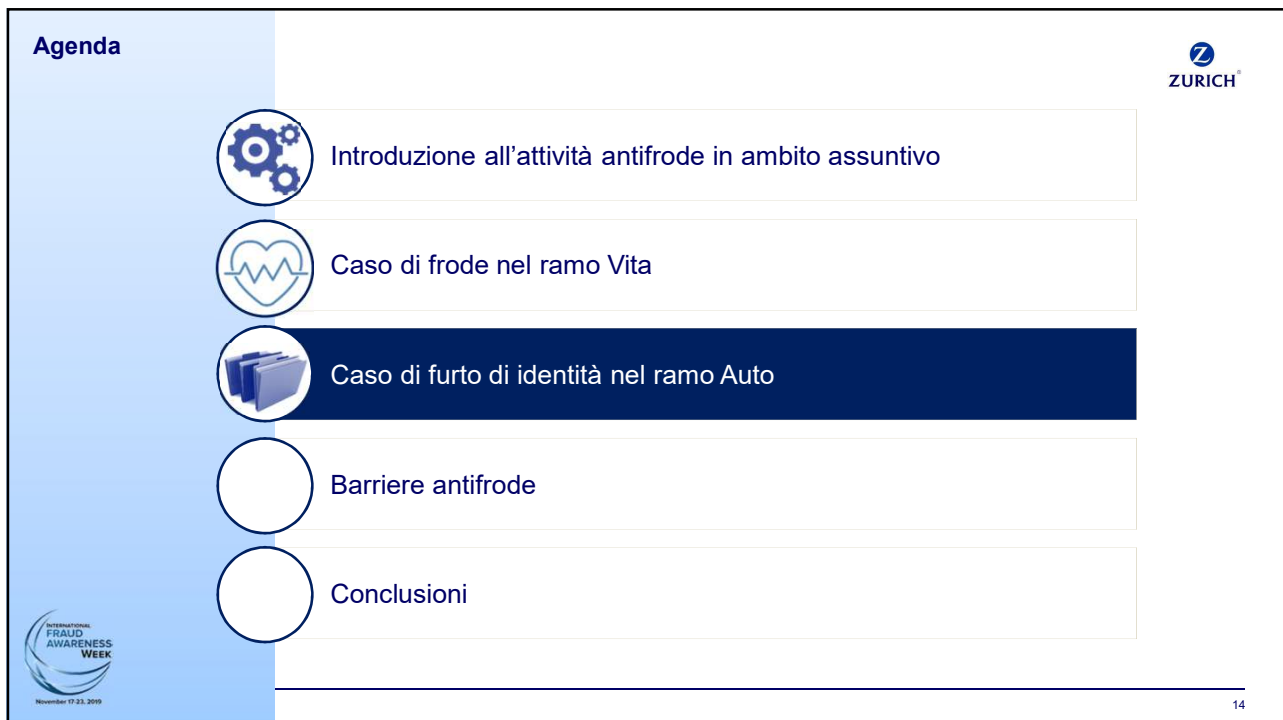 Agenda
Z
ZURICH®
Introduzione all’attività antifrode in ambito assuntivo
Caso di frode nel ramo Vita
Caso di furto di identità nel ramo Auto
Barriere antifrode
Conclusioni
INTERNATIONAL
FRAUD
AWARENESS
WEEK
November 17-23, 2019
14